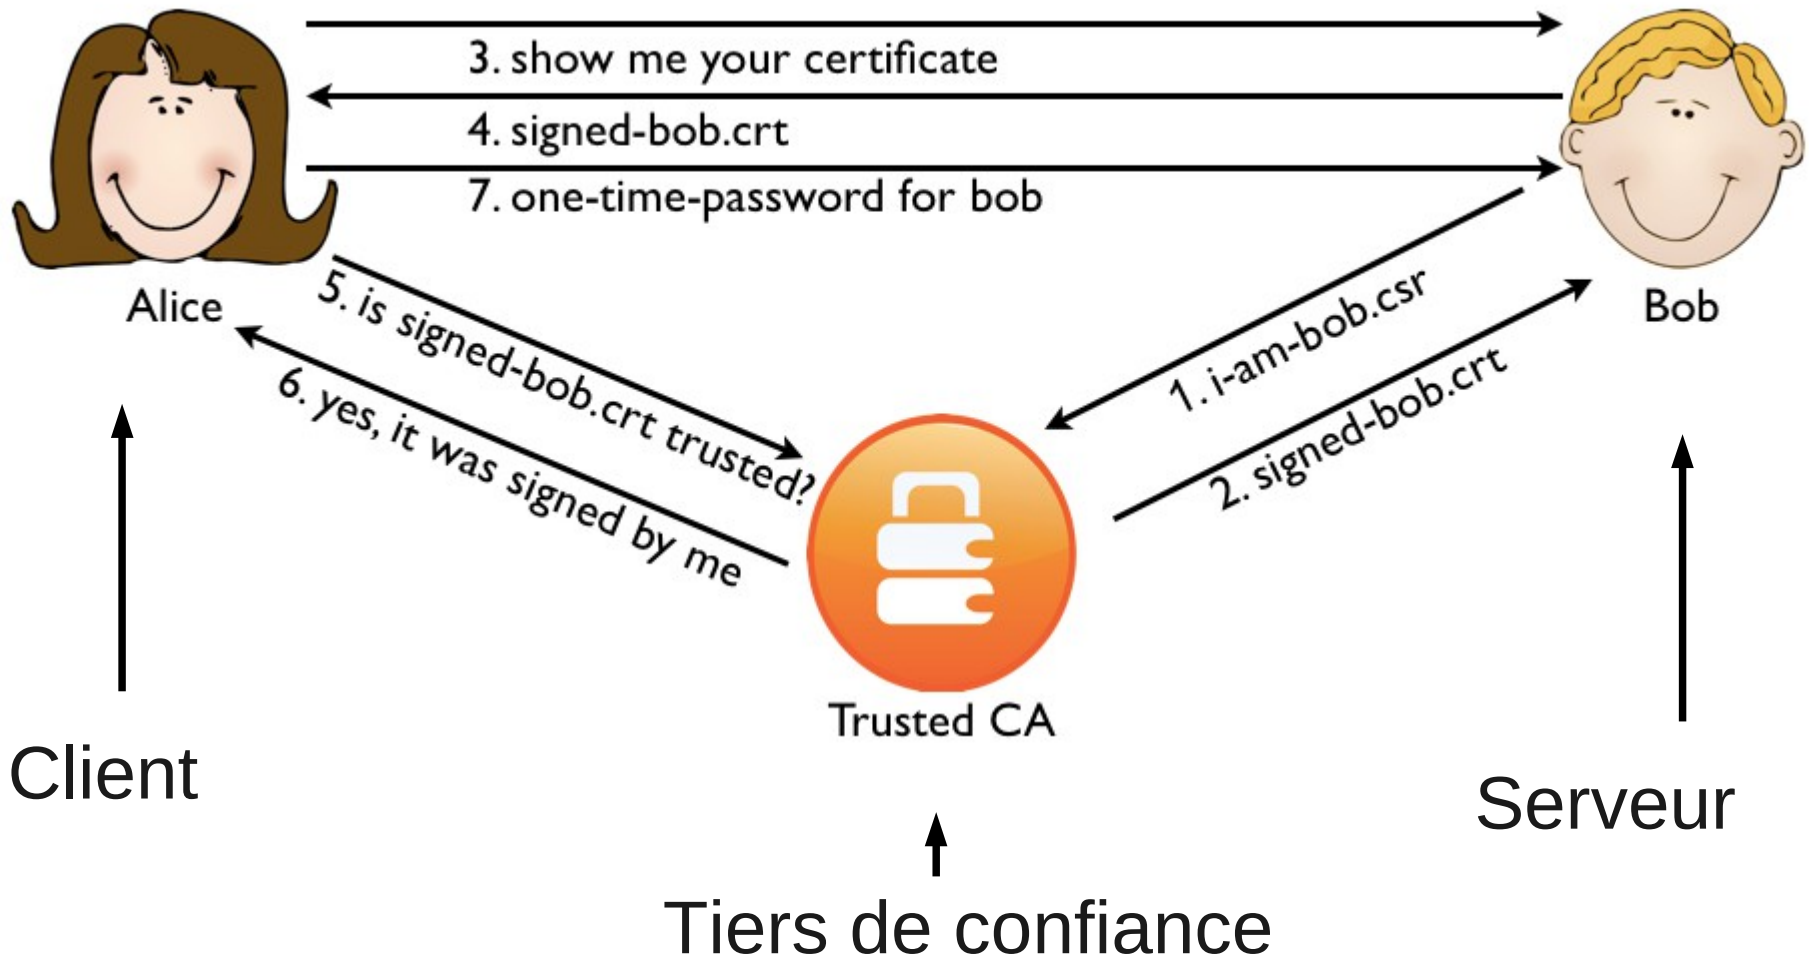 3. show me your certificate
4. signed-bob.crt
7. one-time-password for bob
Alice
Bob
5. is signed-bob.crt trusted?
6. yes, it was signed by me
1. i-am-bob.csr
2. signed-bob.crt
Trusted CA
Client
Serveur
Tiers de confiance